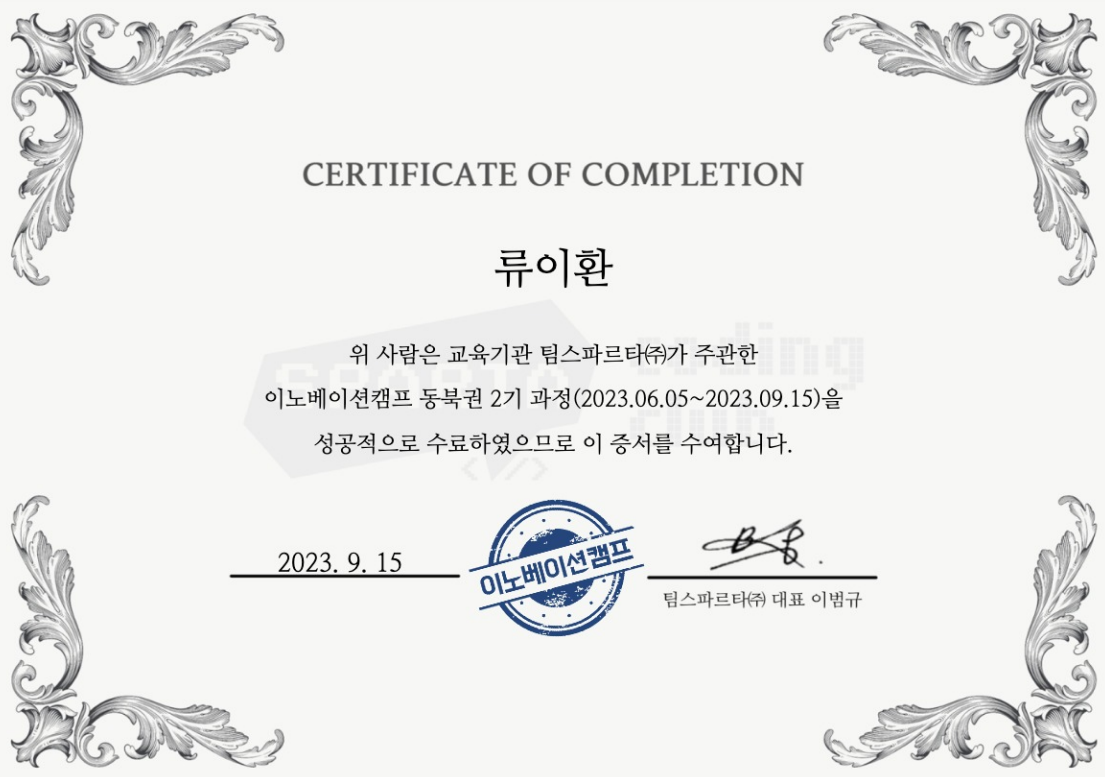 CERTIFICATE OF COMPLETION
류이환
위 사람은 교육기관 팀스파르타㈜가 주관한
이노베이션캠프 동북권 2기 과정(2023.06.05~2023.09.15)을
성공적으로 수료하였으므로 이 증서를 수여합니다.
SPARTA
coding
club
</>
2023. 9. 15
이노베이션캠프
팀스파르타㈜ 대표 이범규